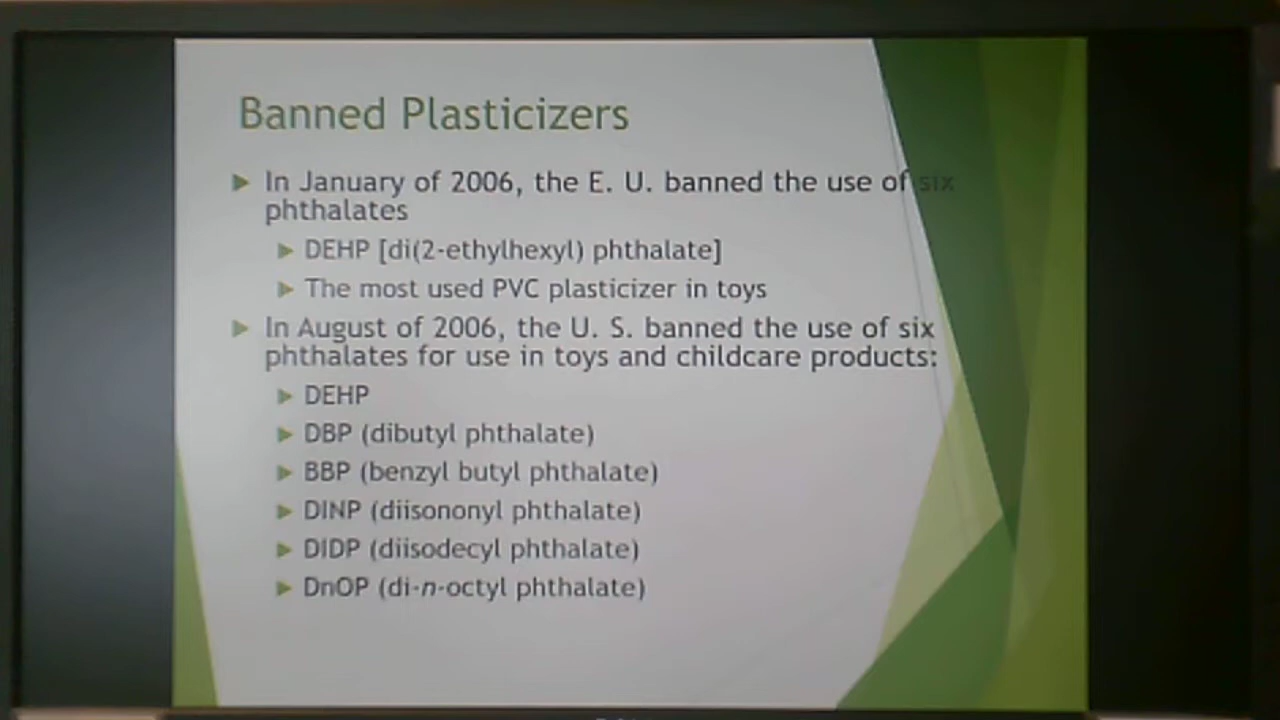 Banned Plasticizers
In January of 2006, the E. U. banned the use of six
phthalates
DEHP [di(2-ethylhexyl) phthalate]
The most used PVC plasticizer in toys
In August of 2006, the U. S. banned the use of six
phthalates for use in toys and childcare products:
DEHP
DBP (dibutyl phthalate)
BBP (benzyl butyl phthalate)
DINP (diisononyl phthalate)
DIDP (diisodecyl phthalate)
DnOP (di-n-octyl phthalate)